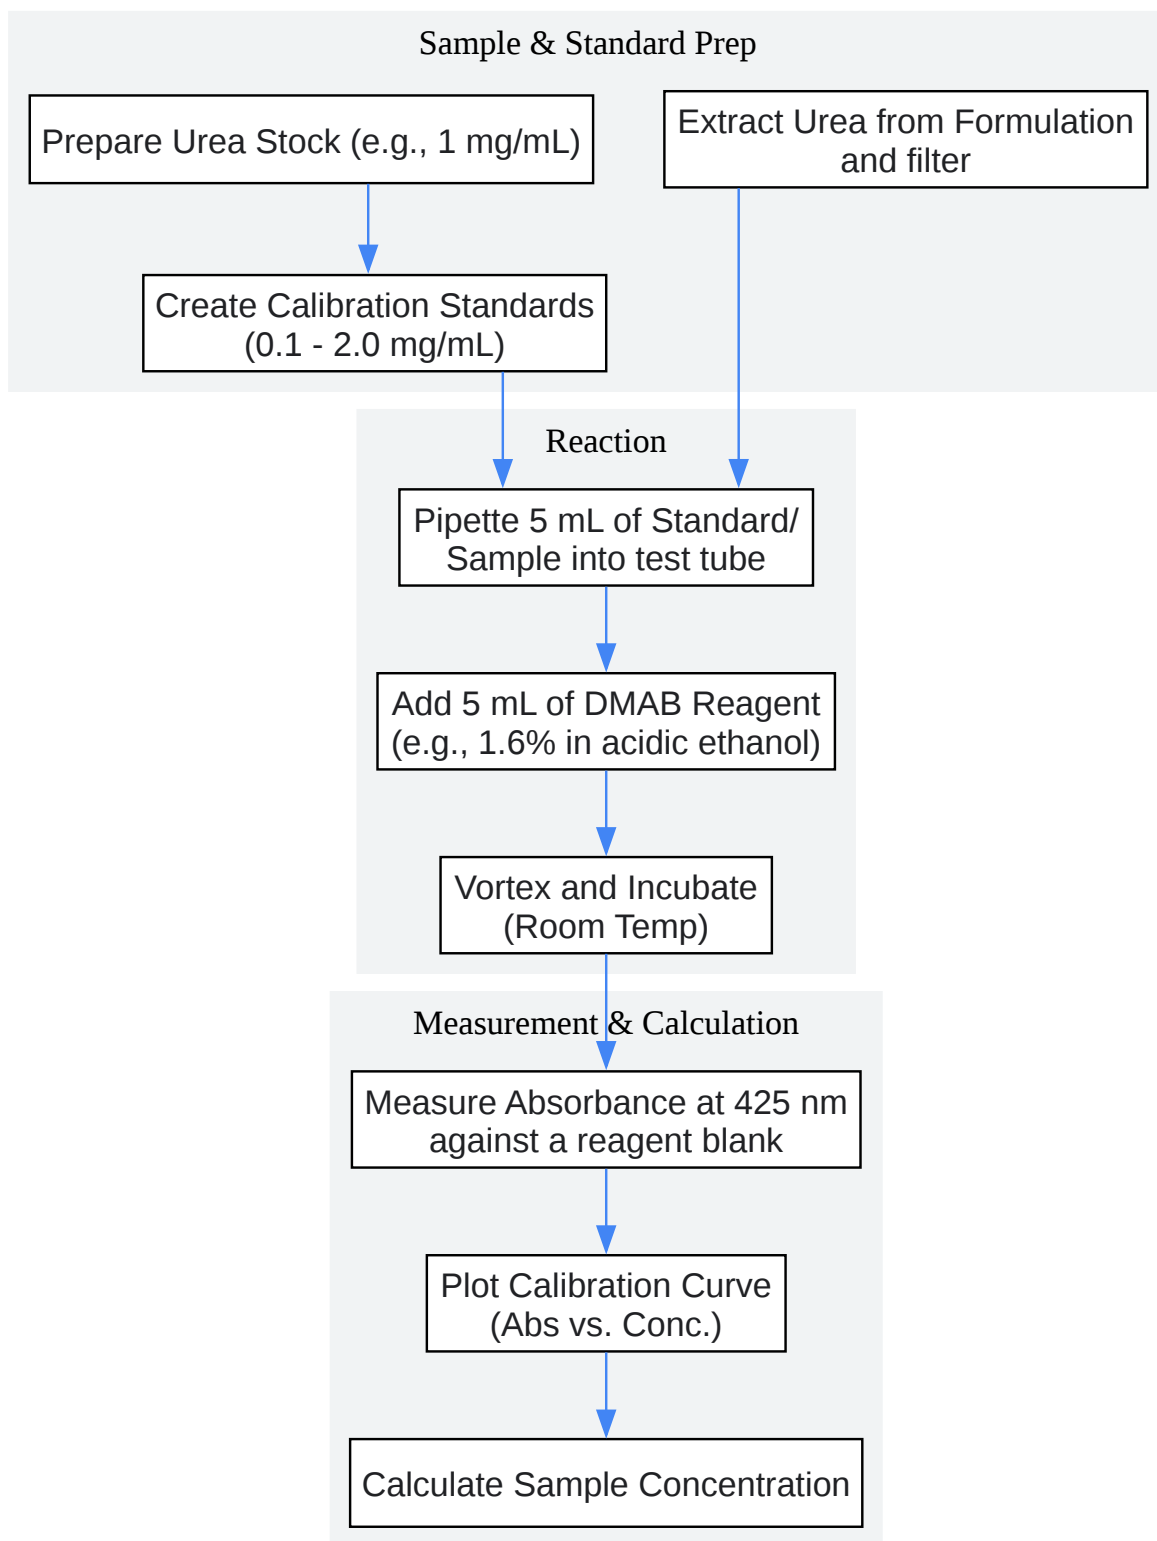 Sample & Standard Prep
Prepare Urea Stock (e.g., 1 mg/mL)
Extract Urea from Formulation
and filter
Create Calibration Standards
(0.1 - 2.0 mg/mL)
Reaction
Pipette 5 mL of Standard/
Sample into test tube
Add 5 mL of DMAB Reagent
(e.g., 1.6% in acidic ethanol)
Vortex and Incubate
(Room Temp)
Measurement & Calculation
Measure Absorbance at 425 nm
against a reagent blank
Plot Calibration Curve
(Abs vs. Conc.)
Calculate Sample Concentration